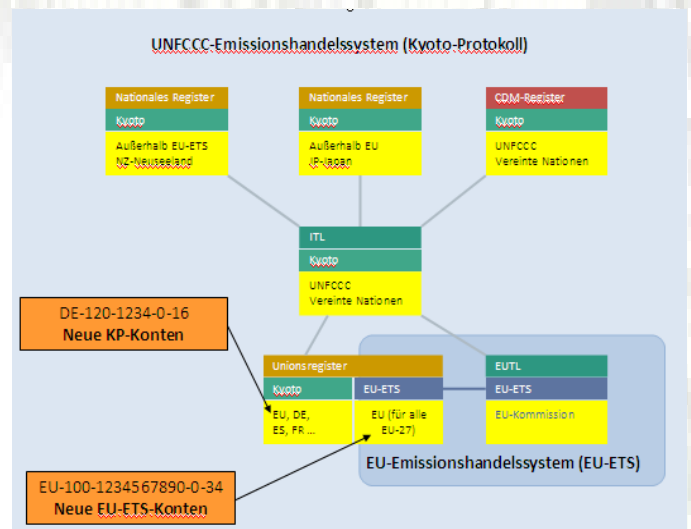 UNFCCC-Emissionshandelssystem (Kyoto-Protokoll)
Nationales Register
Kyoto
Außerhalb EU-ETS
NZ-Neuseeland
Nationales Register
Kyoto
Außerhalb EU
JP-Japan
CDM-Register
Kyoto
UNFCCC
Vereinte Nationen
ITL
Kyoto
UNFCCC
Vereinte Nationen
DE-120-1234-0-16
Neue KP-Konten
Unionsregister
Kyoto
EU, DE,
ES, FR ...
EU-ETS
EU (für alle
EU-27)
EUTL
EU-ETS
EU-Kommission
EU-Emissionshandelssystem (EU-ETS)
EU-100-1234567890-0-34
Neue EU-ETS-Konten